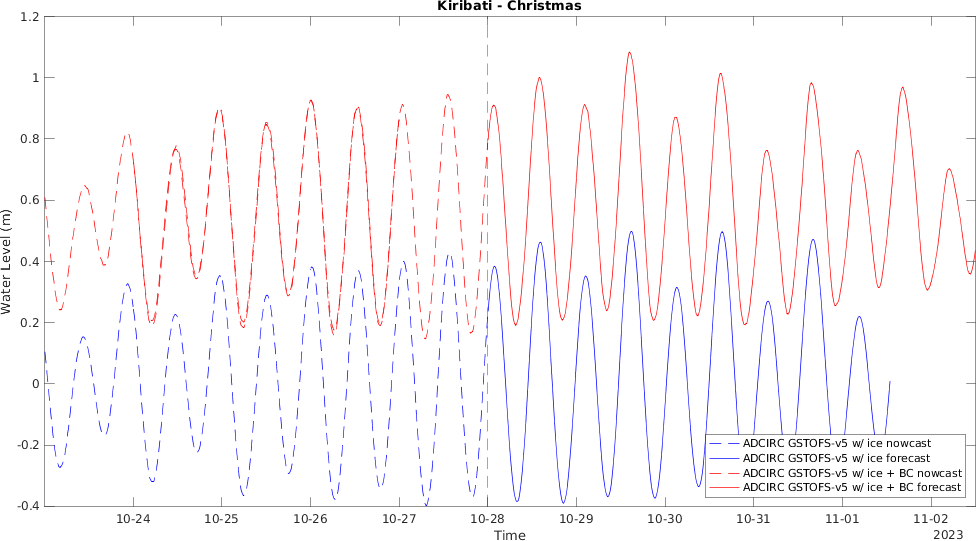 Kiribati - Christmas
1.2
1
0.8
0.6
0.4
0.2
0
-0.2
-0.4
Water Level (m)
10-24
10-25
10-26
10-27
10-28
10-29
10-30
10-31
11-01
11-02
Time
2023
ADCIRC GSTOFS-v5 w/ ice nowcast
ADCIRC GSTOFS-v5 w/ ice forecast
ADCIRC GSTOFS-v5 w/ ice + BC nowcast
ADCIRC GSTOFS-v5 w/ ice + BC forecast